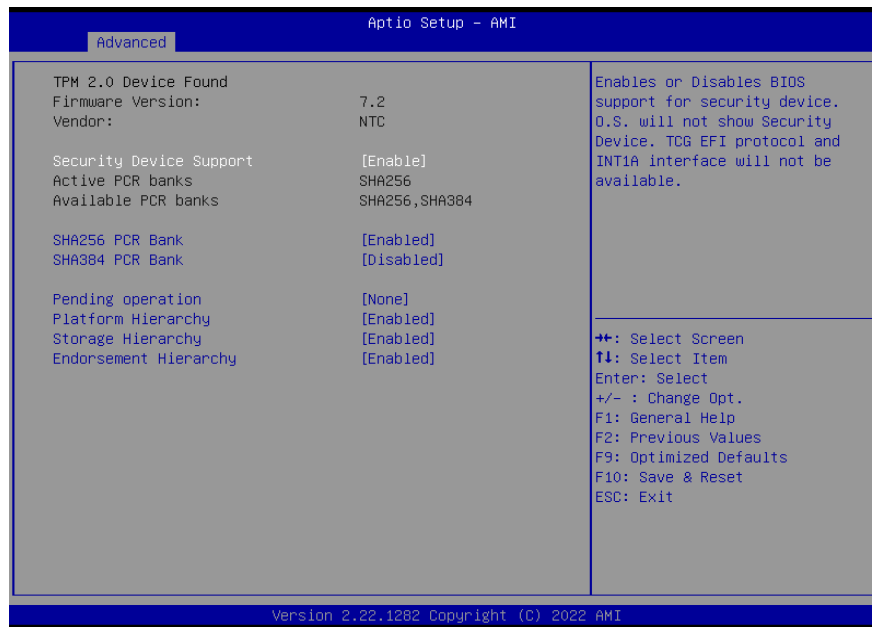 Aptio Setup – AMI
Advanced
TPM 2.0 Device Found
Firmware Version: 7.2
Vendor: NTC
Security Device Support [Enable]
Active PCR banks SHA256
Available PCR banks SHA256,SHA384
SHA256 PCR Bank [Enabled]
SHA384 PCR Bank [Disabled]
Pending operation [None]
Platform Hierarchy [Enabled]
Storage Hierarchy [Enabled]
Endorsement Hierarchy [Enabled]
Enables or Disables BIOS
support for security device.
O.S. will not show Security
Device. TCG EFI protocol and
INT1A interface will not be
available.
→←: Select Screen
↑↓: Select Item
Enter: Select
+/- : Change Opt.
F1: General Help
F2: Previous Values
F9: Optimized Defaults
F10: Save & Reset
ESC: Exit
Version 2.22.1282 Copyright (C) 2022 AMI